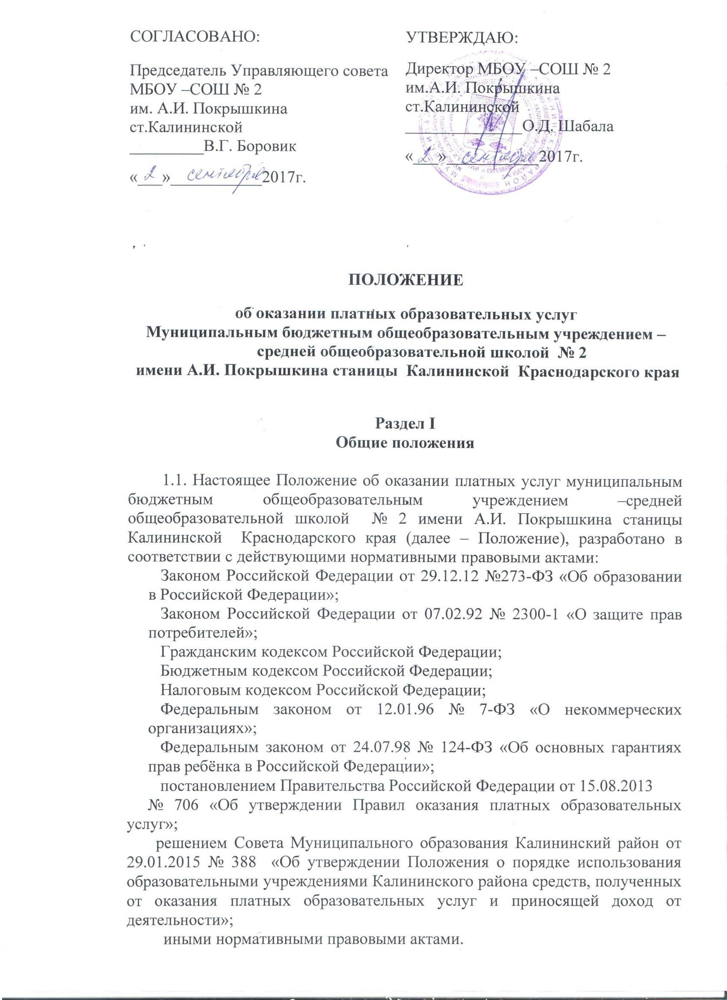 СОГЛАСОВАНО:
Председатель Управляющего совета
МБОУ –СОШ № 2
им. А.И. Покрышкина
ст.Калининской
_________В.Г. Боровик
«2» сентября 2017г.
УТВЕРЖДАЮ:
Директор МБОУ –СОШ № 2
им.А.И. Покрышкина
ст.Калининской
______________О.Д. Шабала
«2» сентября 2017г.
ПОЛОЖЕНИЕ
об оказании платных образовательных услуг
Муниципальным бюджетным общеобразовательным учреждением –
средней общеобразовательной школой № 2
имени А.И. Покрышкина станицы Калининской Краснодарского края
Раздел I
Общие положения
1.1. Настоящее Положение об оказании платных услуг муниципальным
бюджетным общеобразовательным учреждением –средней
общеобразовательной школой № 2 имени А.И. Покрышкина станицы
Калининской Краснодарского края (далее – Положение), разработано в
соответствии с действующими нормативными правовыми актами:
Законом Российской Федерации от 29.12.12 №273-ФЗ «Об образовании
в Российской Федерации»;
Законом Российской Федерации от 07.02.92 № 2300-1 «О защите прав
потребителей»;
Гражданским кодексом Российской Федерации;
Бюджетным кодексом Российской Федерации;
Налоговым кодексом Российской Федерации;
Федеральным законом от 12.01.96 № 7-ФЗ «О некоммерческих
организациях»;
Федеральным законом от 24.07.98 № 124-ФЗ «Об основных гарантиях
прав ребёнка в Российской Федерации»;
постановлением Правительства Российской Федерации от 15.08.2013
№ 706 «Об утверждении Правил оказания платных образовательных
услуг»;
решением Совета Муниципального образования Калининский район от
29.01.2015 № 388 «Об утверждении Положения о порядке использования
образовательными учреждениями Калининского района средств, полученных
от оказания платных образовательных услуг и приносящей доход от
деятельности»;
иными нормативными правовыми актами.